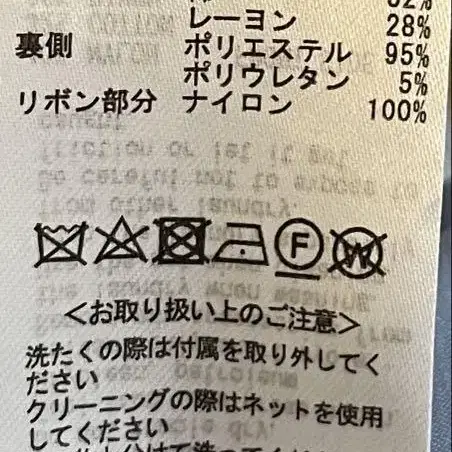 レーヨン 28%
裏側 ポリエステル 95%
ポリウレタン 5%
リボン部分 ナイロン 100%
F W
<お取り扱い上のご注意>
洗たくの際は付属を取り外してく
ださい
クリーニングの際はネットを使用
してください